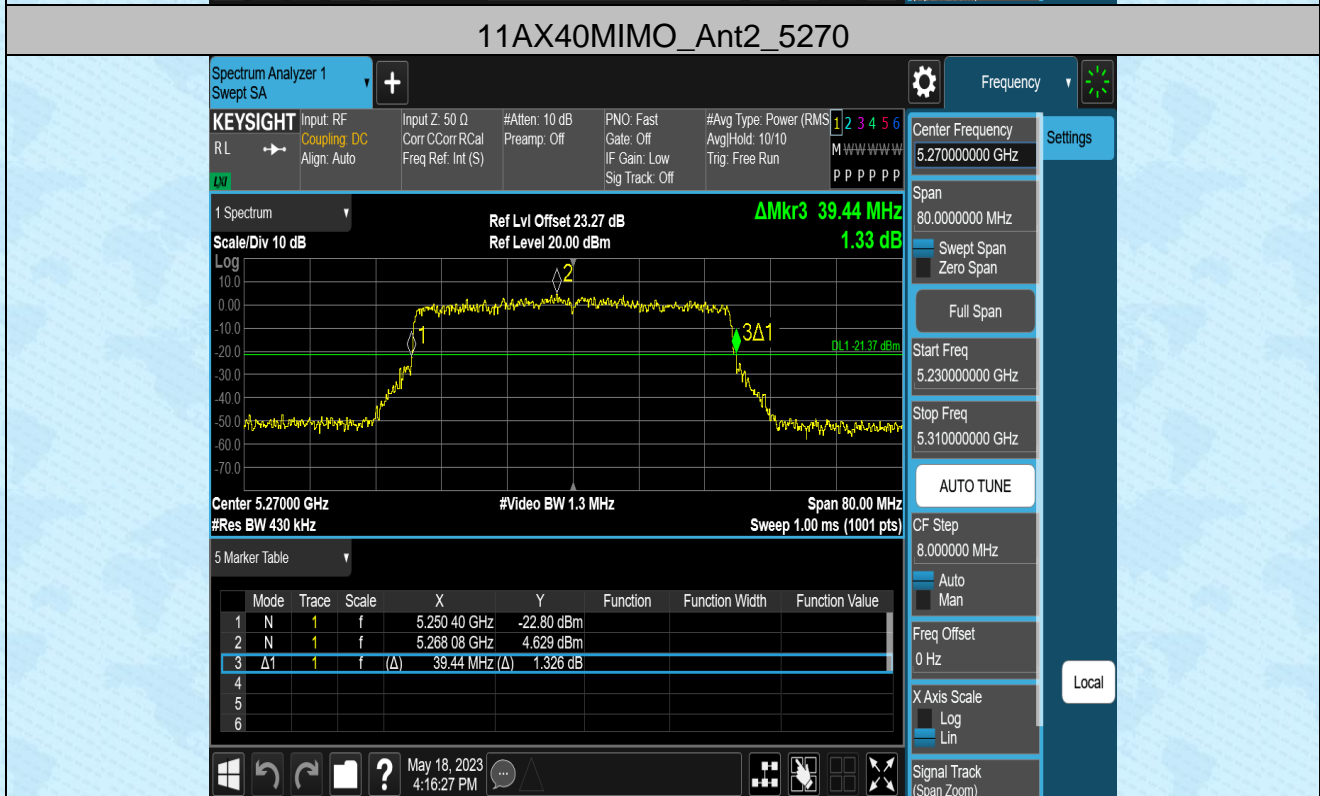 11AX40MIMO_Ant2_5270
Spectrum Analyzer 1
Swept SA
+
Frequency
KEYSIGHT
RL
LXI
Input: RF
Coupling: DC
Align: Auto
Input Z: 50 Ω
Corr CCorr RCal
Freq Ref: Int (S)
#Atten: 10 dB
Preamp: Off
PNO: Fast
Gate: Off
IF Gain: Low
Sig Track: Off
#Avg Type: Power (RMS
Avg|Hold: 10/10
Trig: Free Run
1 2 3 4 5 6
M W W W W W
P P P P P P
Center Frequency
5.270000000 GHz
Settings
Span
80.0000000 MHz
Swept Span
Zero Span
Full Span
Start Freq
5.230000000 GHz
Stop Freq
5.310000000 GHz
AUTO TUNE
CF Step
8.000000 MHz
Auto
Man
Freq Offset
0 Hz
X Axis Scale
Log
Lin
Signal Track
(Span Zoom)
Local
1 Spectrum
Scale/Div 10 dB
Ref Lvl Offset 23.27 dB
Ref Level 20.00 dBm
ΔMkr3 39.44 MHz
1.33 dB
Log
10.0
0.00
-10.0
-20.0
-30.0
-40.0
-50.0
-60.0
-70.0
2
1
3Δ1
DL1 -21.37 dBm
Center 5.27000 GHz
#Video BW 1.3 MHz
Span 80.00 MHz
#Res BW 430 kHz
Sweep 1.00 ms (1001 pts)
5 Marker Table
Mode Trace Scale X Y Function Function Width Function Value
1 N 1 f 5.250 40 GHz -22.80 dBm
2 N 1 f 5.268 08 GHz 4.629 dBm
3 Δ1 1 f (Δ) 39.44 MHz (Δ) 1.326 dB
4
5
6
?
May 18, 2023
4:16:27 PM